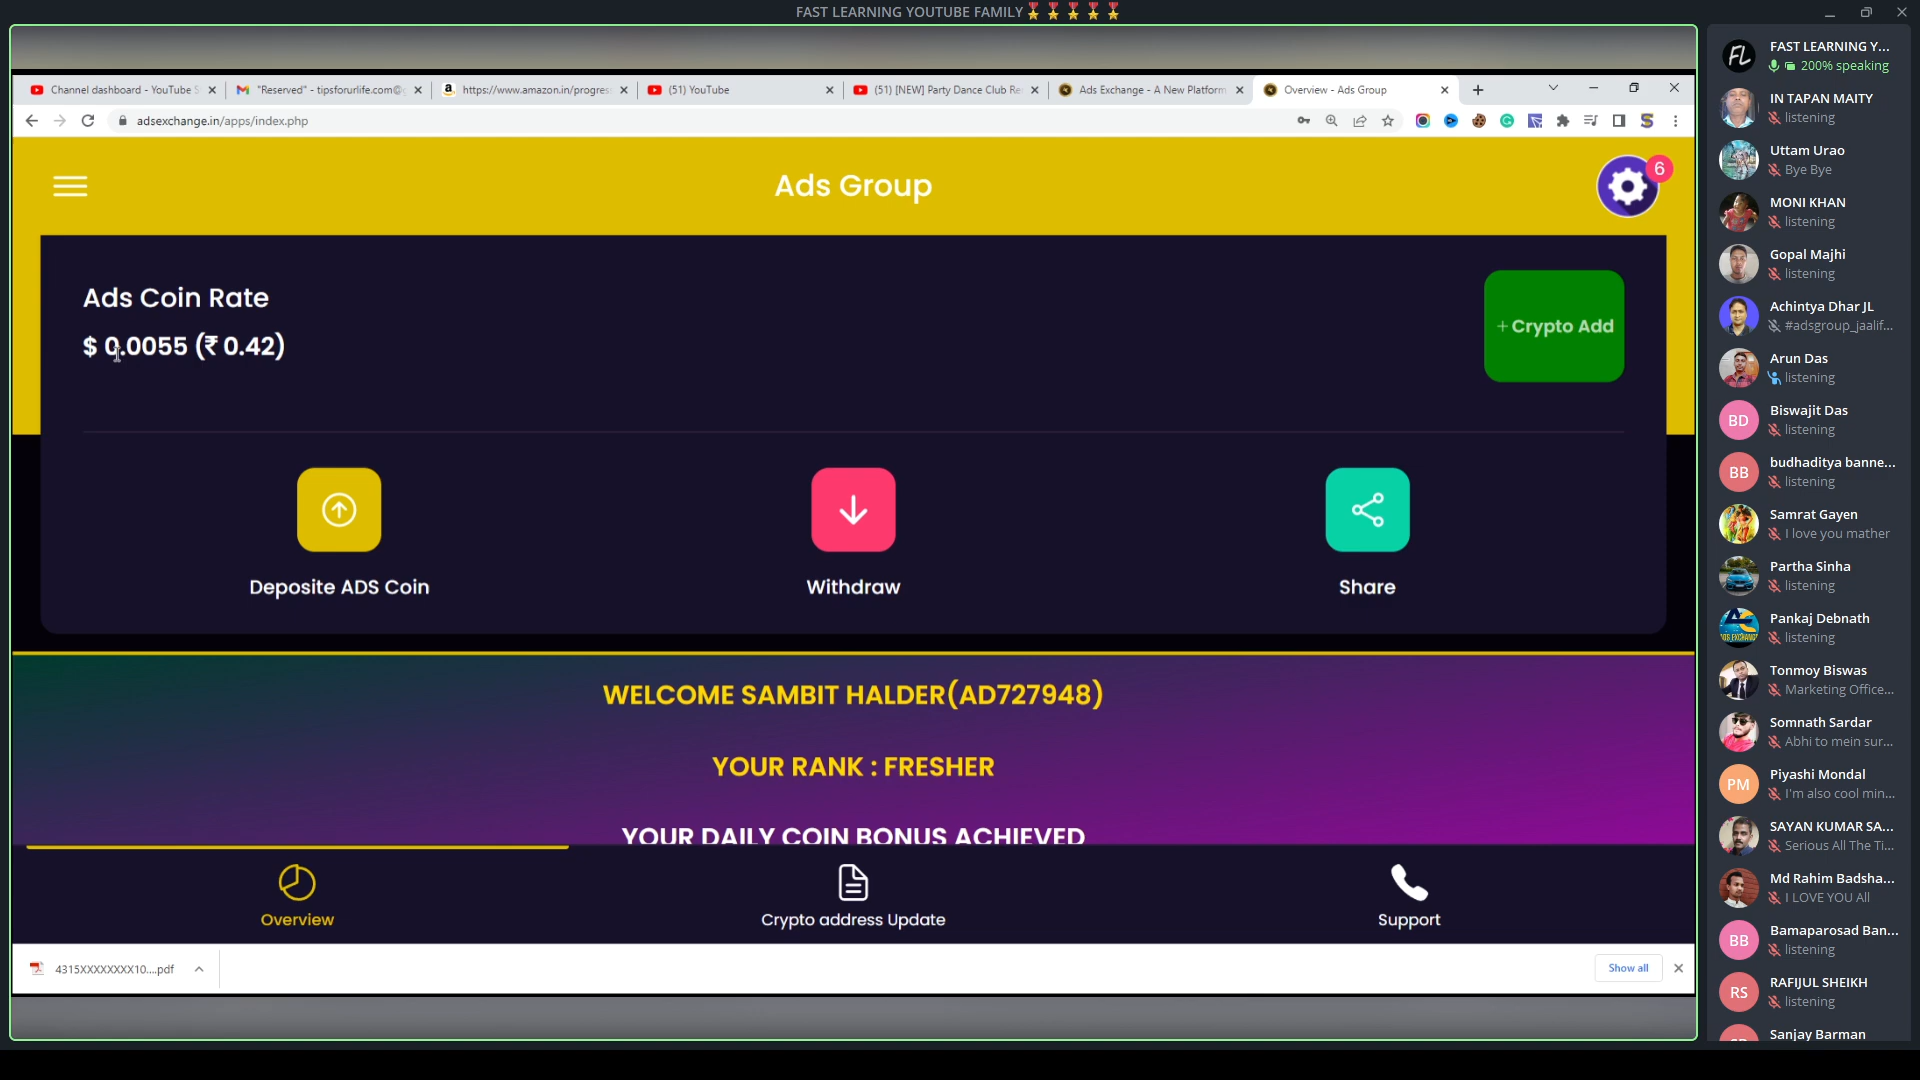 FAST LEARNING YOUTUBE FAMILY🎖🎖🎖🎖🎖
Channel dashboard - YouTube S
"Reserved" - tipsforurlife.com@g
https://www.amazon.in/progress
(51) YouTube
(51) [NEW] Party Dance Club Re
Ads Exchange - A New Platform
Overview - Ads Group
adsexchange.in/apps/index.php
Ads Group
6
Ads Coin Rate
$ 0.0055 (₹ 0.42)
+ Crypto Add
Deposite ADS Coin
Withdraw
Share
WELCOME SAMBIT HALDER(AD727948)
YOUR RANK : FRESHER
YOUR DAILY COIN BONUS ACHIEVED
Overview
Crypto address Update
Support
4315XXXXXXXX10....pdf
Show all
FL
FAST LEARNING Y...
200% speaking
IN TAPAN MAITY
listening
Uttam Urao
Bye Bye
MONI KHAN
listening
Gopal Majhi
listening
Achintya Dhar JL
#adsgroup_jaalif...
Arun Das
listening
BD
Biswajit Das
listening
BB
budhaditya banne...
listening
Samrat Gayen
I love you mather
Partha Sinha
listening
Pankaj Debnath
listening
Tonmoy Biswas
Marketing Office...
Somnath Sardar
Abhi to mein sur...
PM
Piyashi Mondal
I'm also cool min...
SAYAN KUMAR SA...
Serious All The Ti...
Md Rahim Badsha...
I LOVE YOU All
BB
Bamaparosad Ban...
listening
RS
RAFIJUL SHEIKH
listening
Sanjay Barman